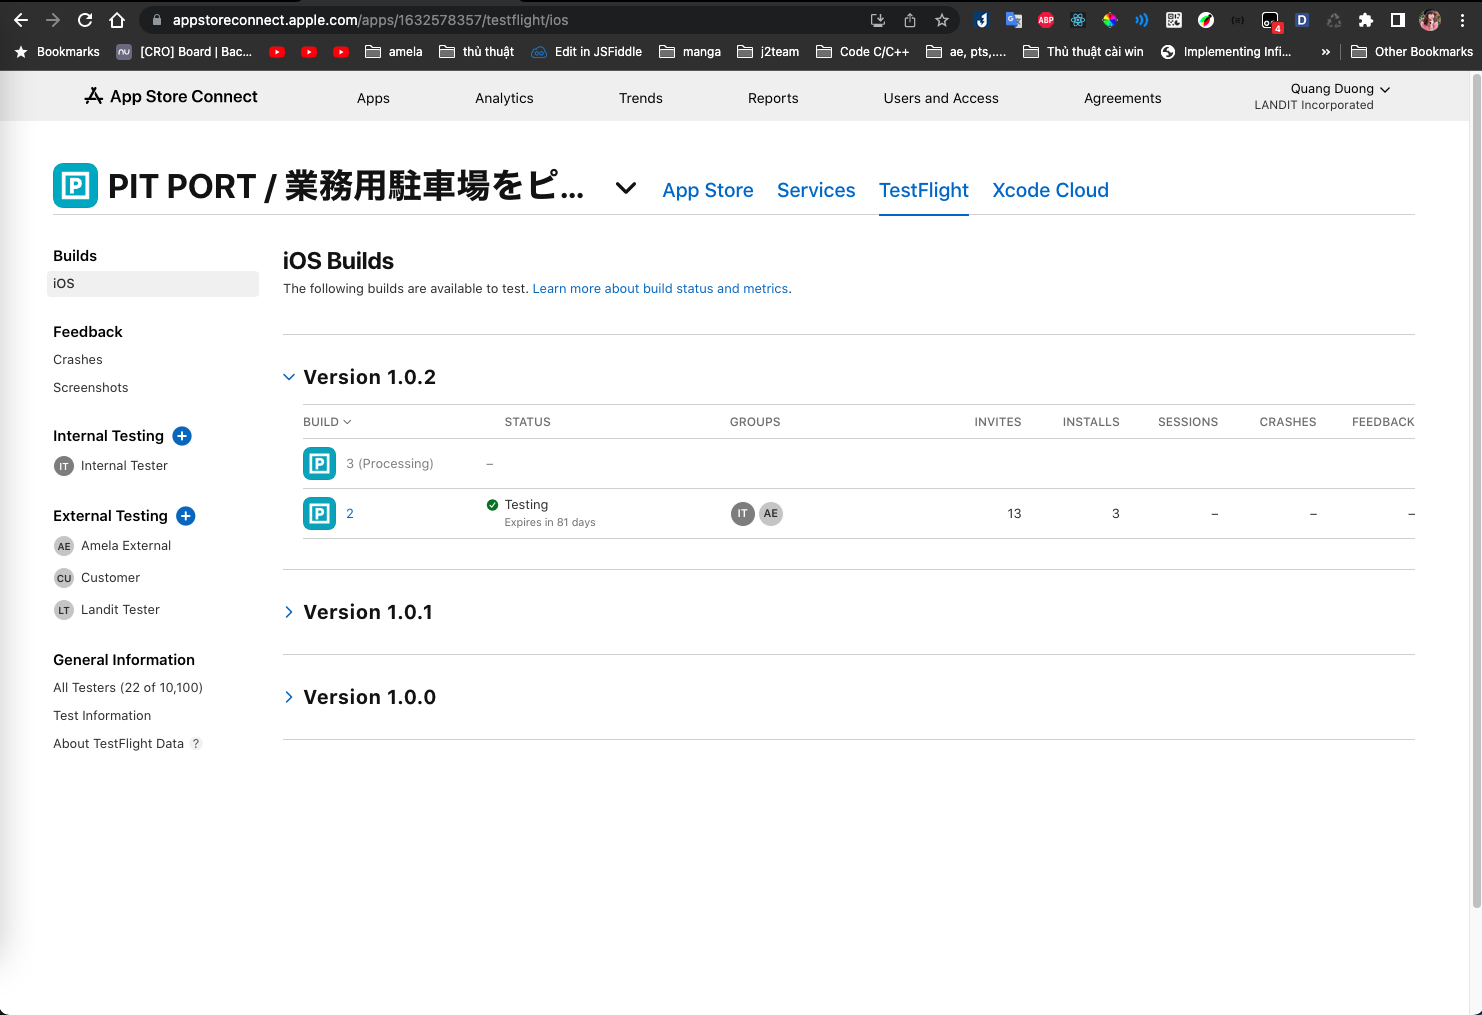 appstoreconnect.apple.com/apps/1632578357/testflight/ios
Bookmarks
[CRO] Board | Bac...
amela
thủ thuật
Edit in JSFiddle
manga
j2team
Code C/C++
ae, pts,....
Thủ thuật cài win
Implementing Infi...
»
Other Bookmarks
App Store Connect
Apps
Analytics
Trends
Reports
Users and Access
Agreements
Quang Duong
LANDIT Incorporated
PIT PORT / 業務用駐車場をピ...
App Store
Services
TestFlight
Xcode Cloud
Builds
iOS
Feedback
Crashes
Screenshots
Internal Testing
IT Internal Tester
External Testing
AE Amela External
CU Customer
LT Landit Tester
General Information
All Testers (22 of 10,100)
Test Information
About TestFlight Data ?
iOS Builds
The following builds are available to test. Learn more about build status and metrics.
Version 1.0.2
BUILD STATUS GROUPS INVITES INSTALLS SESSIONS CRASHES FEEDBACK
3 (Processing) –
2 Testing IT AE 13 3 – – –
Expires in 81 days
Version 1.0.1
Version 1.0.0